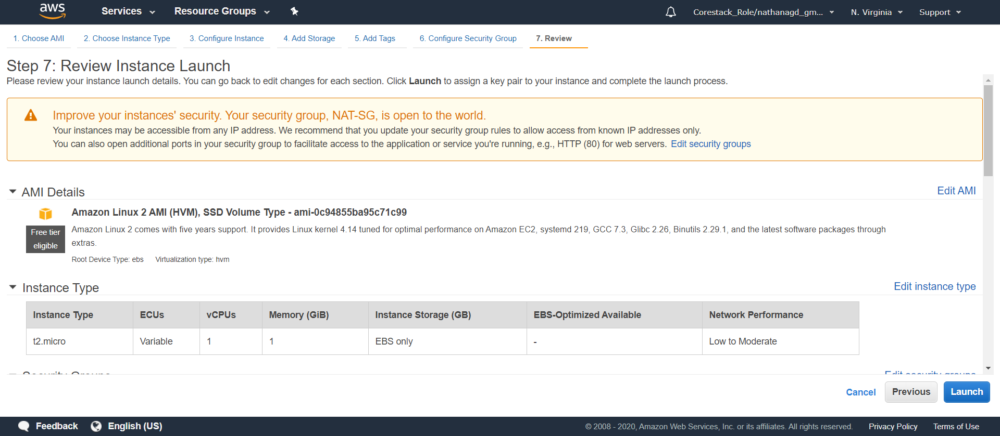 aws Services Resource Groups Corestack_Role/nathanagd_gm... N. Virginia Support
1. Choose AMI 2. Choose Instance Type 3. Configure Instance 4. Add Storage 5. Add Tags 6. Configure Security Group 7. Review
Step 7: Review Instance Launch
Please review your instance launch details. You can go back to edit changes for each section. Click Launch to assign a key pair to your instance and complete the launch process.
Improve your instances' security. Your security group, NAT-SG, is open to the world.
Your instances may be accessible from any IP address. We recommend that you update your security group rules to allow access from known IP addresses only.
You can also open additional ports in your security group to facilitate access to the application or service you're running, e.g., HTTP (80) for web servers. Edit security groups
AMI Details Edit AMI
Amazon Linux 2 AMI (HVM), SSD Volume Type - ami-0c94855ba95c71c99
Free tier
eligible
Amazon Linux 2 comes with five years support. It provides Linux kernel 4.14 tuned for optimal performance on Amazon EC2, systemd 219, GCC 7.3, Glibc 2.26, Binutils 2.29.1, and the latest software packages through
extras.
Root Device Type: ebs Virtualization type: hvm
Instance Type Edit instance type
Instance Type ECUs vCPUs Memory (GiB) Instance Storage (GB) EBS-Optimized Available Network Performance
t2.micro Variable 1 1 EBS only - Low to Moderate
Security Groups Edit security groups
Cancel Previous Launch
Feedback English (US) © 2008 - 2020, Amazon Web Services, Inc. or its affiliates. All rights reserved. Privacy Policy Terms of Use